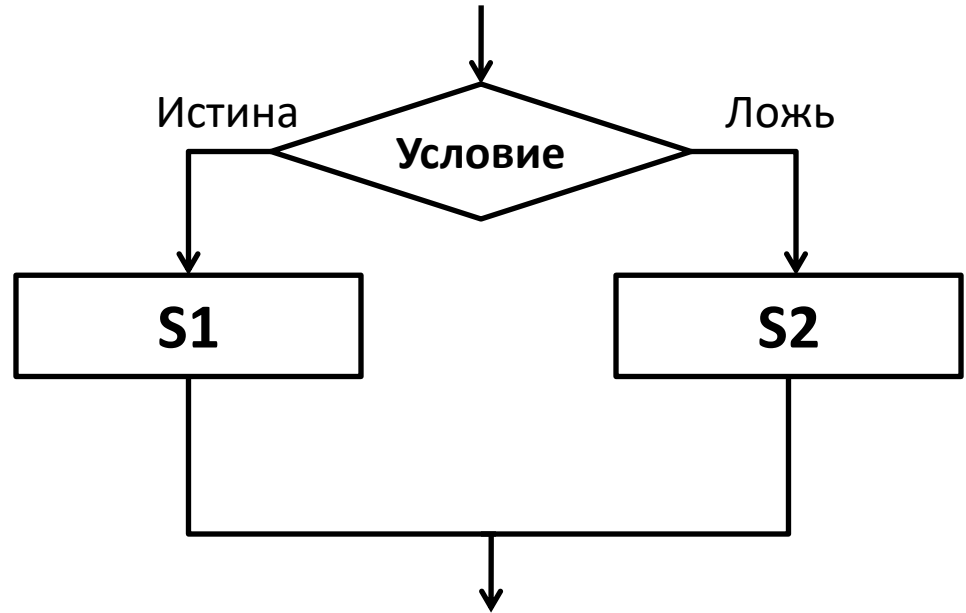 Истина
Ложь
Условие
S1
S2